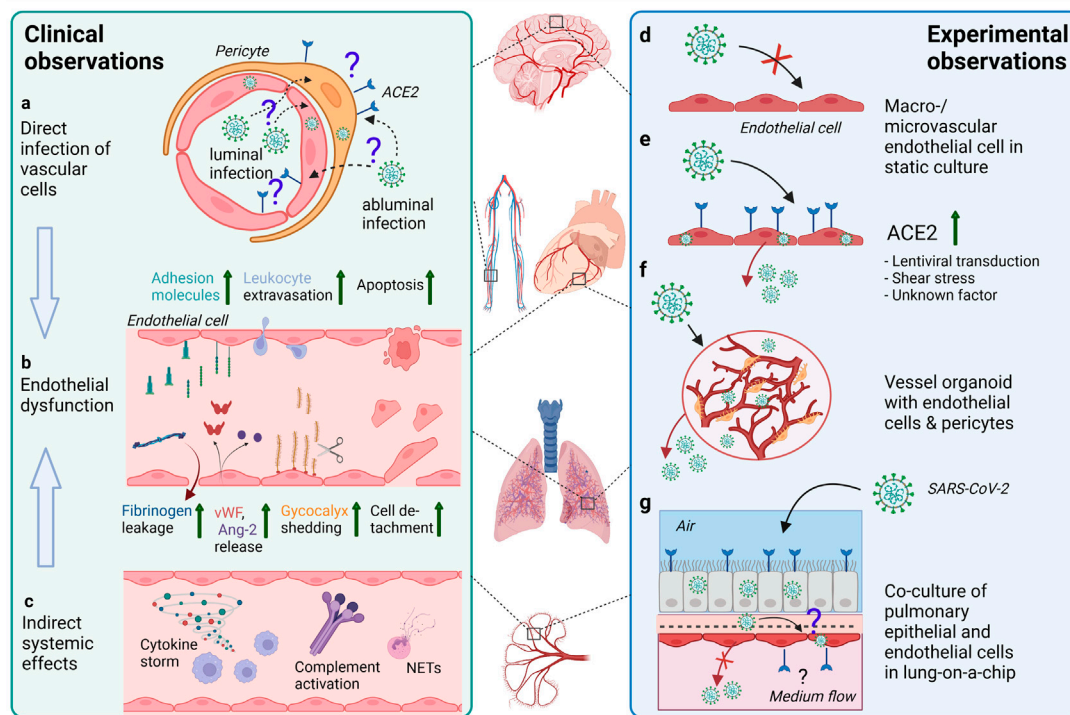 Clinical
observations
a
Direct
infection of
vascular
cells
Pericyte
?
ACE2
?
?
luminal
infection
?
?
abluminal
infection
Adhesion
molecules
Leukocyte
extravasation
Apoptosis
Endothelial cell
b
Endothelial
dysfunction
Fibrinogen
leakage
vWF,
Ang-2
release
Gycocalyx
shedding
Cell de-
tachment
c
Indirect
systemic
effects
Cytokine
storm
Complement
activation
NETs
Experimental
observations
d
Endothelial cell
Macro-/
microvascular
endothelial cell in
static culture
e
ACE2
- Lentiviral transduction
- Shear stress
- Unknown factor
f
Vessel organoid
with endothelial
cells & pericytes
SARS-CoV-2
g
Air
?
?
Medium flow
Co-culture of
pulmonary
epithelial and
endothelial cells
in lung-on-a-chip